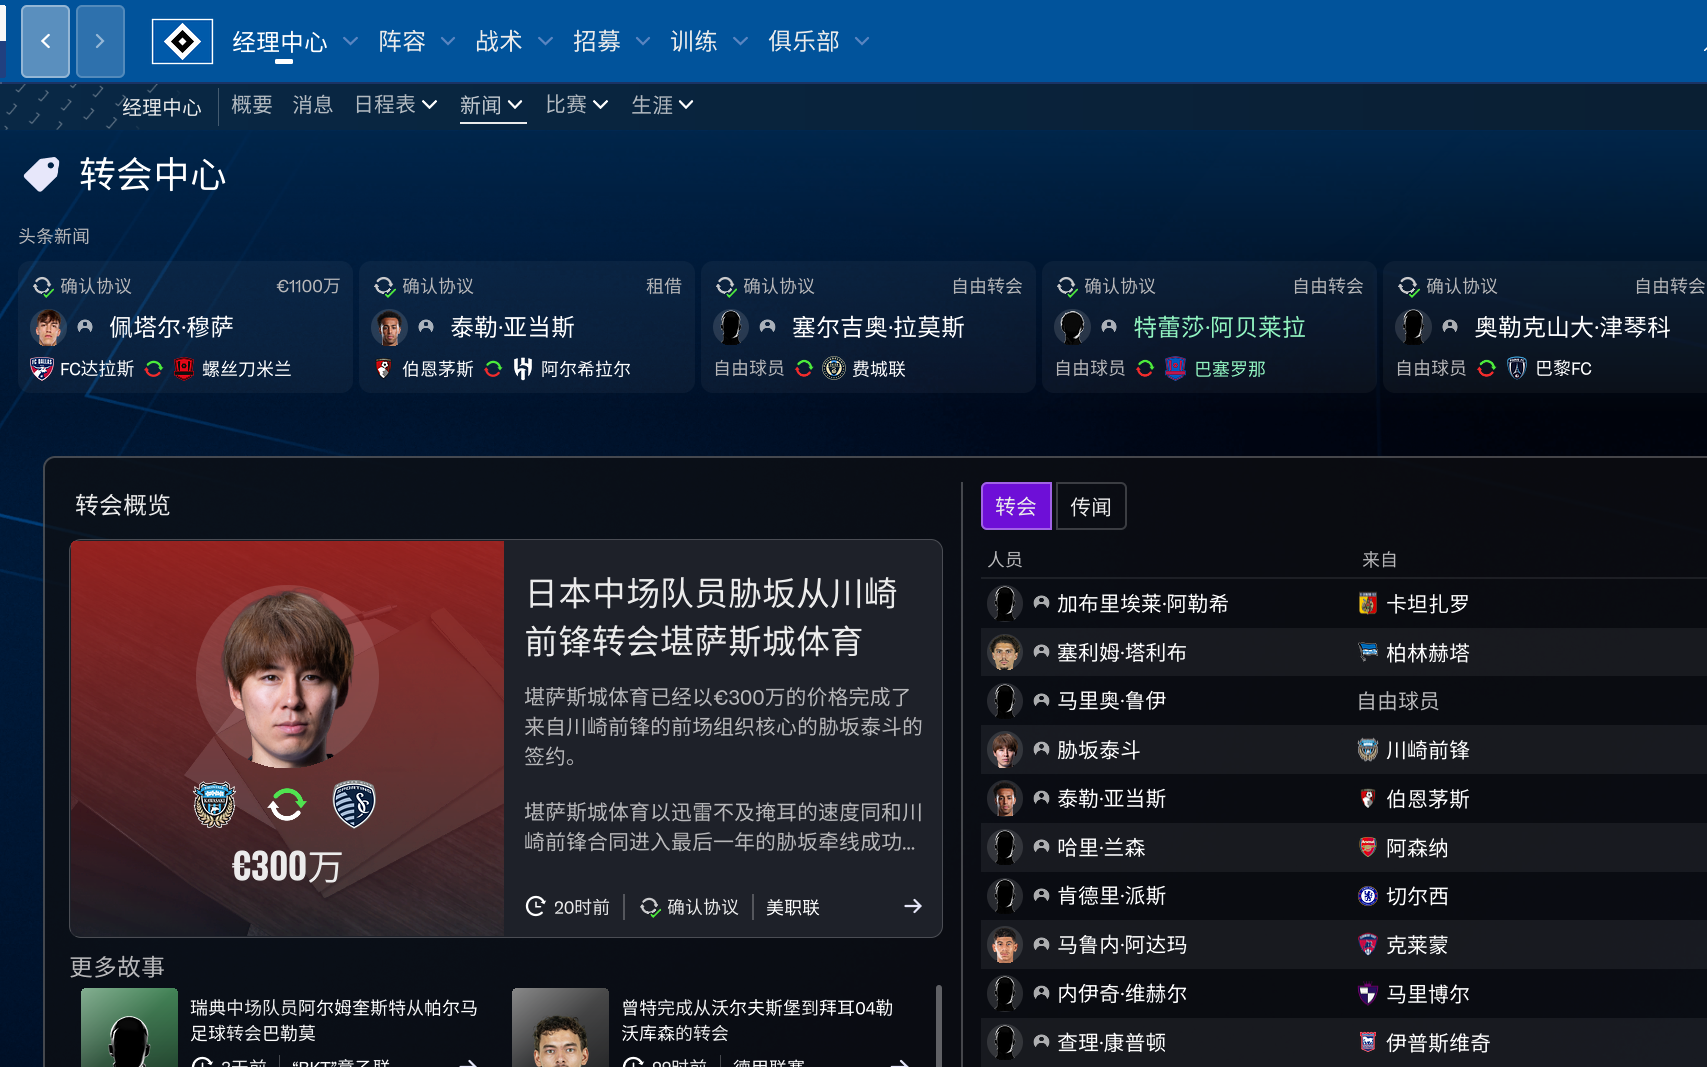 经理中心 阵容 战术 招募 训练 俱乐部
经理中心 概要 消息 日程表 新闻 比赛 生涯
转会中心
头条新闻
确认协议 €1100万
佩塔尔·穆萨
FC达拉斯 螺丝刀米兰
确认协议 租借
泰勒·亚当斯
伯恩茅斯 阿尔希拉尔
确认协议 自由转会
塞尔吉奥·拉莫斯
自由球员 费城联
确认协议 自由转会
特蕾莎·阿贝莱拉
自由球员 巴塞罗那
确认协议 自由转会
奥勒克山大·津琴科
自由球员 巴黎FC
转会概览
€300万
日本中场队员胁坂从川崎
前锋转会堪萨斯城体育
堪萨斯城体育已经以€300万的价格完成了
来自川崎前锋的前场组织核心的胁坂泰斗的
签约。
堪萨斯城体育以迅雷不及掩耳的速度同和川
崎前锋合同进入最后一年的胁坂牵线成功...
20时前 确认协议 美职联
更多故事
瑞典中场队员阿尔姆奎斯特从帕尔马
足球转会巴勒莫
曾特完成从沃尔夫斯堡到拜耳04勒
沃库森的转会
转会 传闻
人员 来自
加布里埃莱·阿勒希 卡坦扎罗
塞利姆·塔利布 柏林赫塔
马里奥·鲁伊 自由球员
胁坂泰斗 川崎前锋
泰勒·亚当斯 伯恩茅斯
哈里·兰森 阿森纳
肯德里·派斯 切尔西
马鲁内·阿达玛 克莱蒙
内伊奇·维赫尔 马里博尔
查理·康普顿 伊普斯维奇